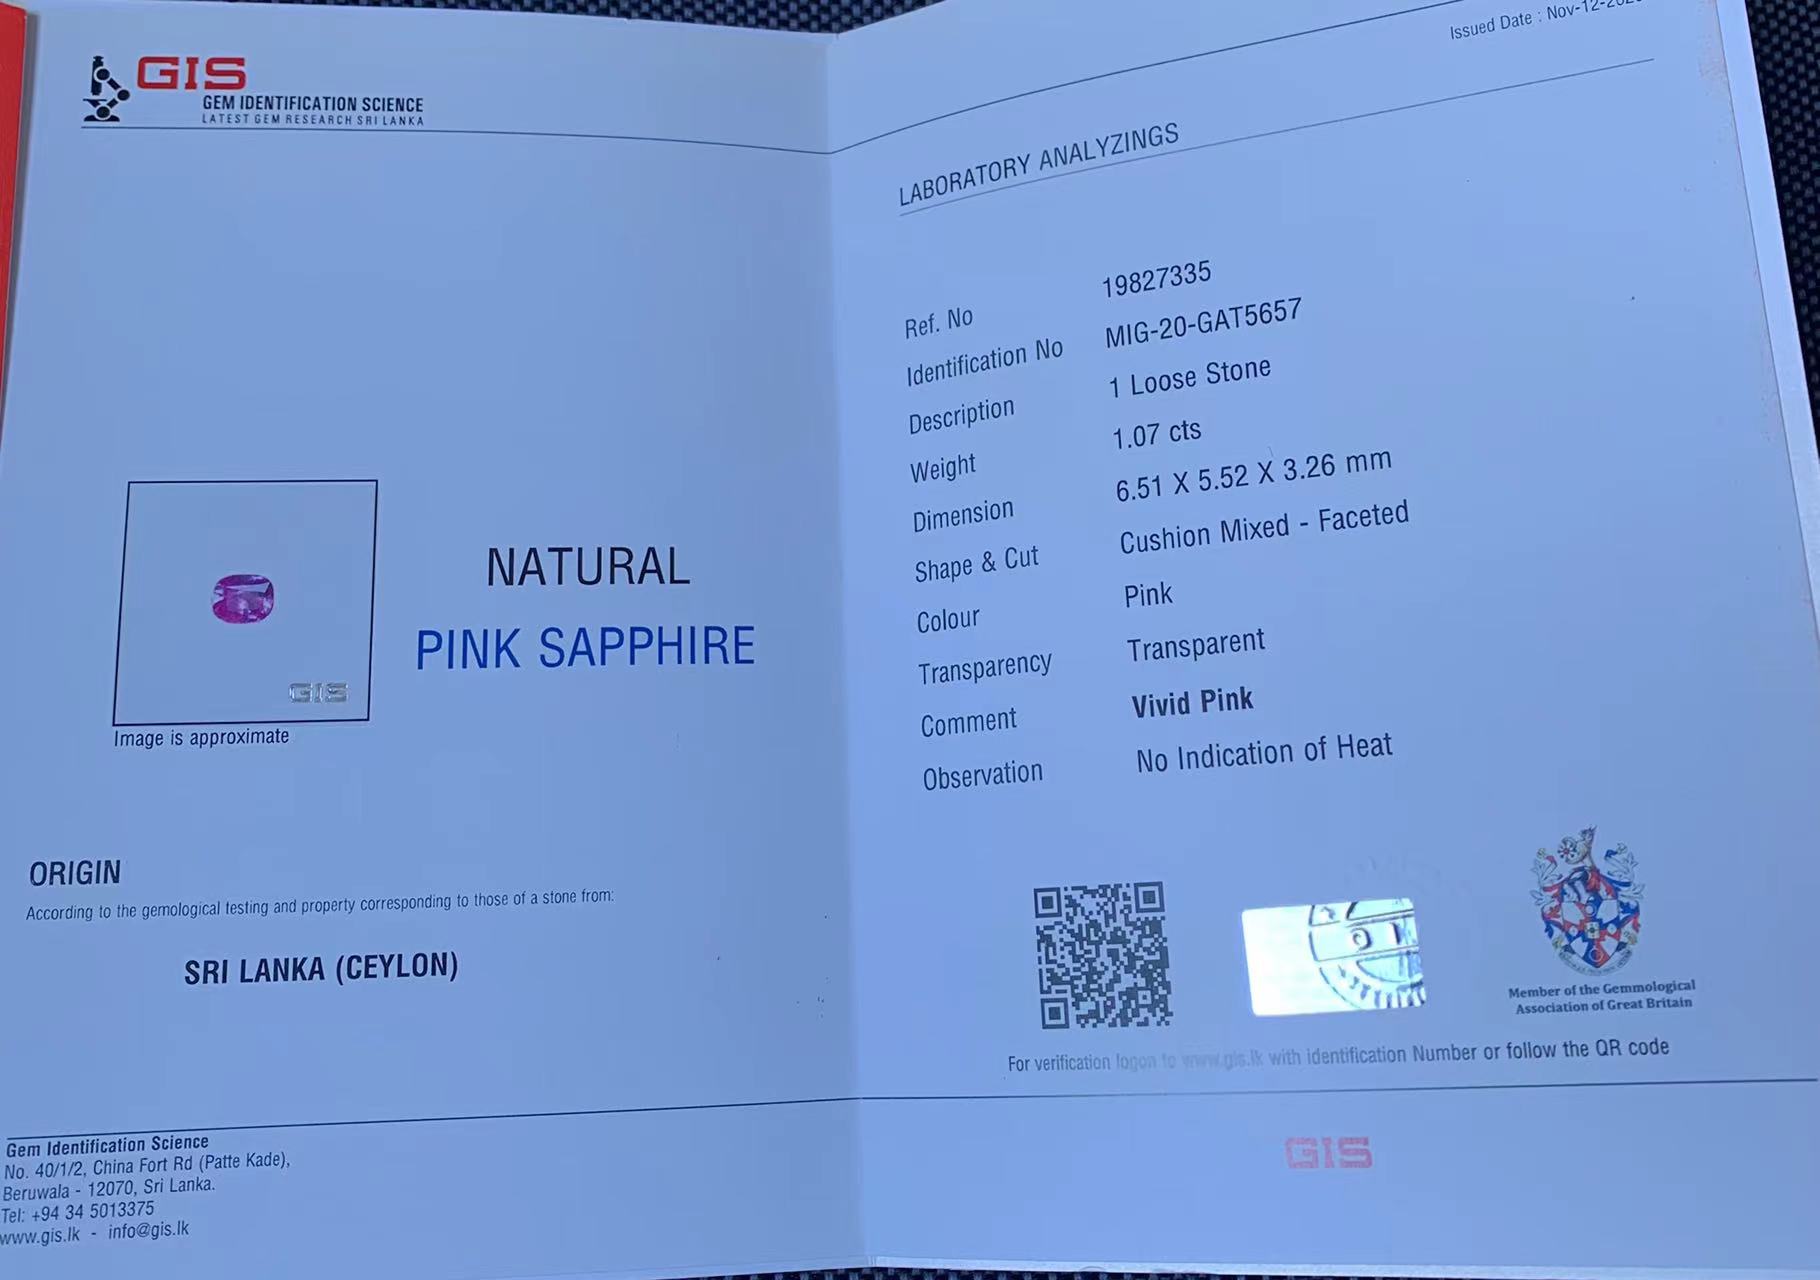 GIS
GEM IDENTIFICATION SCIENCE
LATEST GEM RESEARCH SRI LANKA
GIS
Image is approximate
NATURAL
PINK SAPPHIRE
ORIGIN
According to the gemological testing and property corresponding to those of a stone from:
SRI LANKA (CEYLON)
Gem Identification Science
No. 40/1/2, China Fort Rd (Patte Kade),
Beruwala - 12070, Sri Lanka.
Tel: +94 34 5013375
www.gis.lk - info@gis.lk
Issued Date : Nov-12-
LABORATORY ANALYZINGS
Ref. No 19827335
Identification No MIG-20-GAT5657
Description 1 Loose Stone
Weight 1.07 cts
Dimension 6.51 X 5.52 X 3.26 mm
Shape & Cut Cushion Mixed - Faceted
Colour Pink
Transparency Transparent
Comment Vivid Pink
Observation No Indication of Heat
Member of the Gemmological
Association of Great Britain
For verification logon to www.gis.lk with identification Number or follow the QR code
GIS